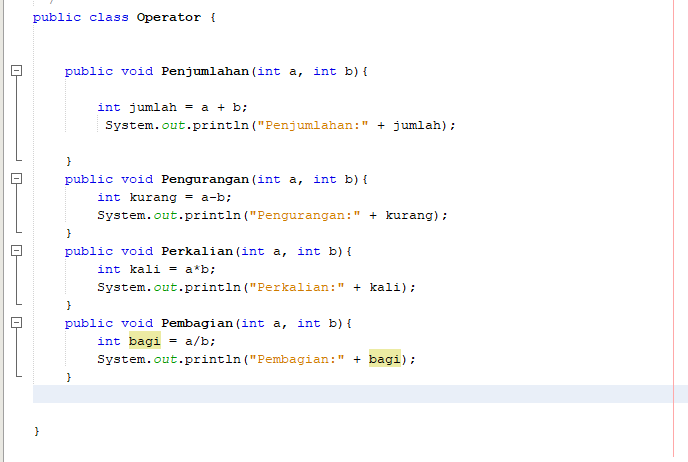 public class Operator {
public void Penjumlahan(int a, int b){
int jumlah = a + b;
System.out.println("Penjumlahan:" + jumlah);
}
public void Pengurangan(int a, int b){
int kurang = a-b;
System.out.println("Pengurangan:" + kurang);
}
public void Perkalian(int a, int b){
int kali = a*b;
System.out.println("Perkalian:" + kali);
}
public void Pembagian(int a, int b){
int bagi = a/b;
System.out.println("Pembagian:" + bagi);
}
}